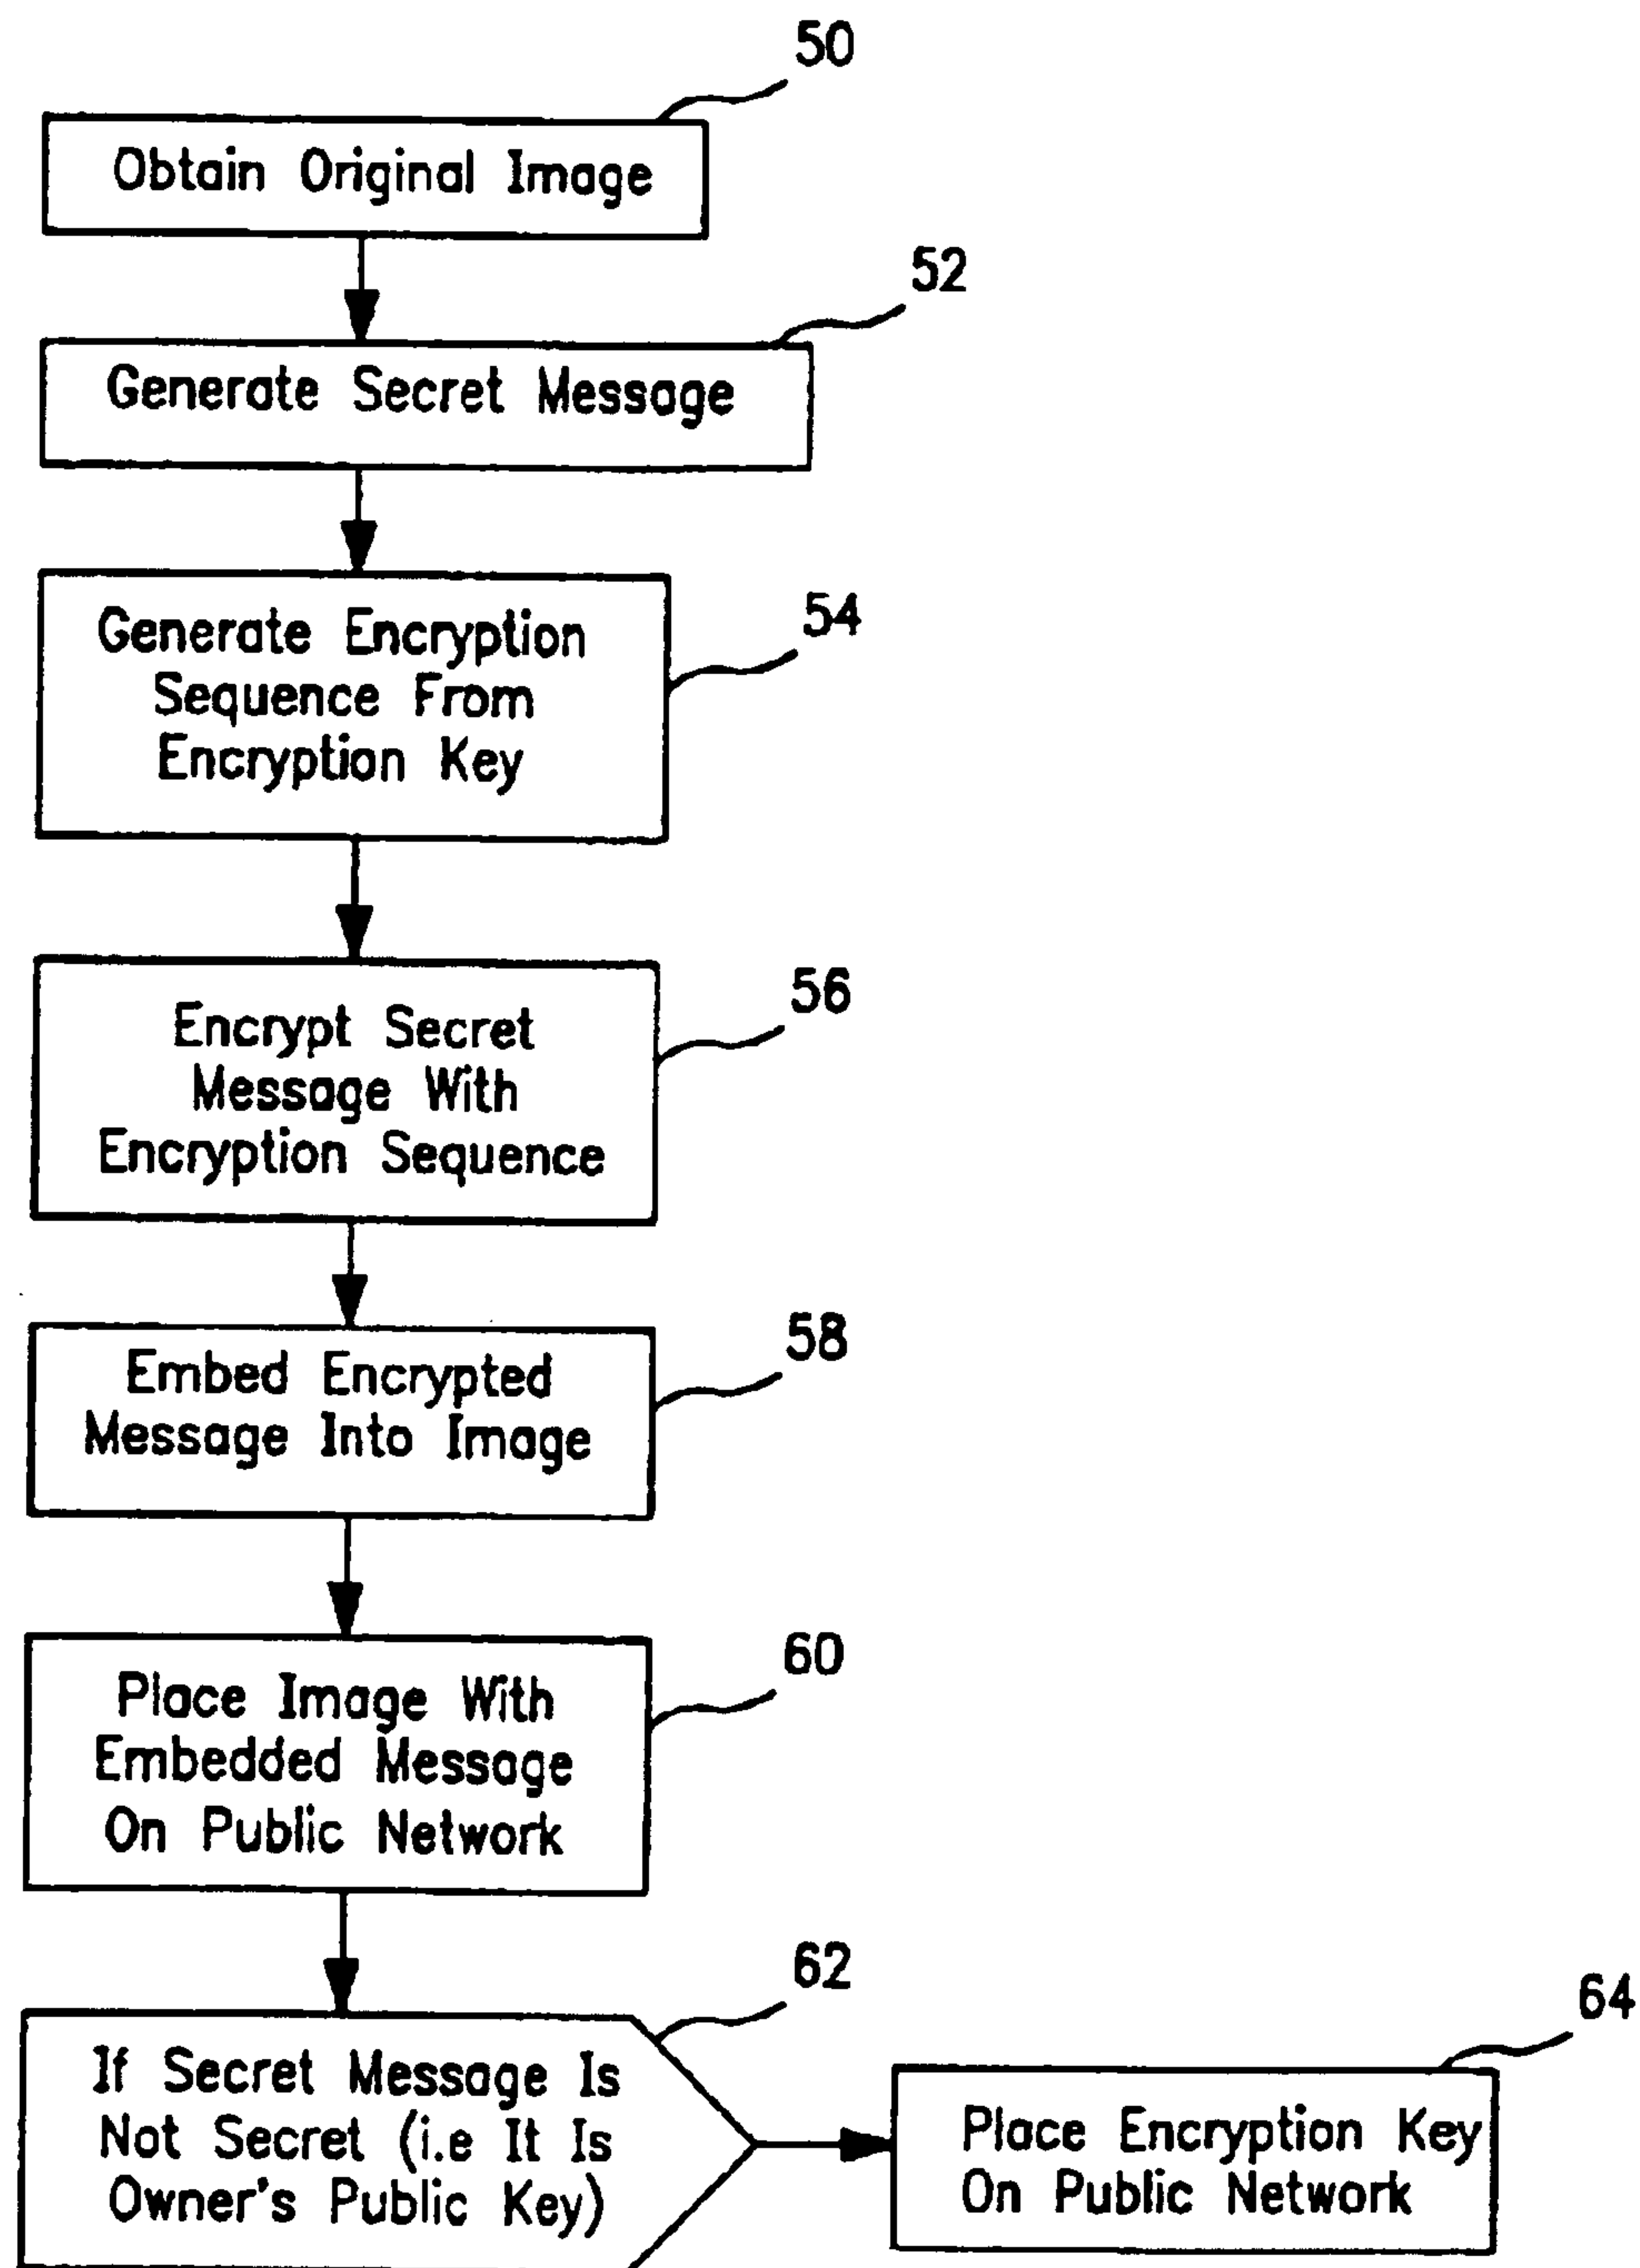 50
Obtain Original Image
52
Generate Secret Message
54
Generate Encryption
Sequence From
Encryption Key
56
Encrypt Secret
Message With
Encryption Sequence
58
Embed Encrypted
Message Into Image
60
Place Image With
Embedded Message
On Public Network
62
If Secret Message Is
Not Secret (i.e It Is
Owner's Public Key)
64
Place Encryption Key
On Public Network